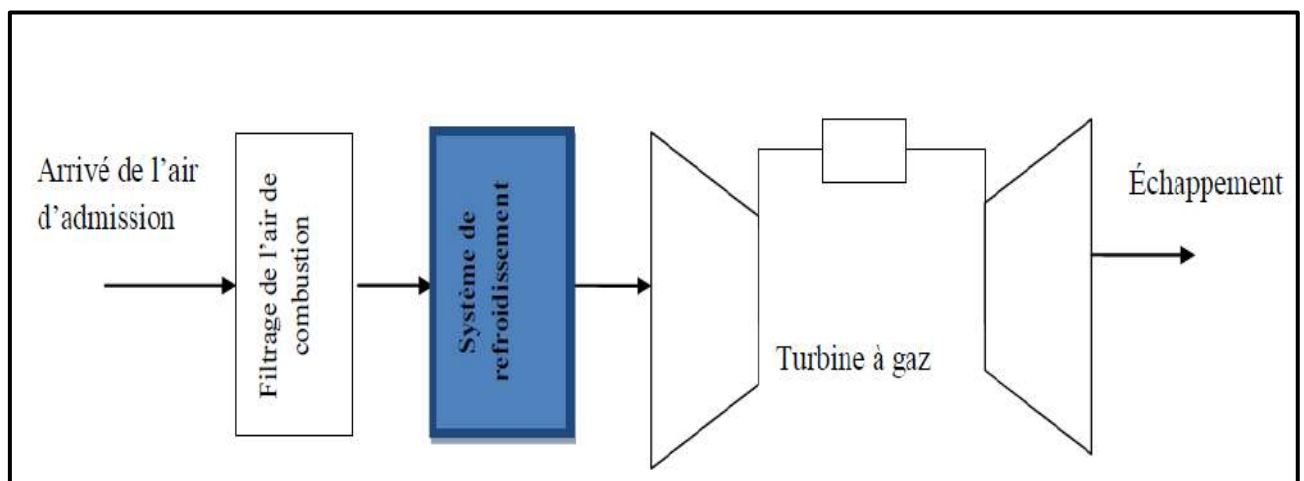 Arrivé de l’air
d’admission
Filtrage de l’air de
combustion
Système de
refroidissement
Turbine à gaz
Échappement